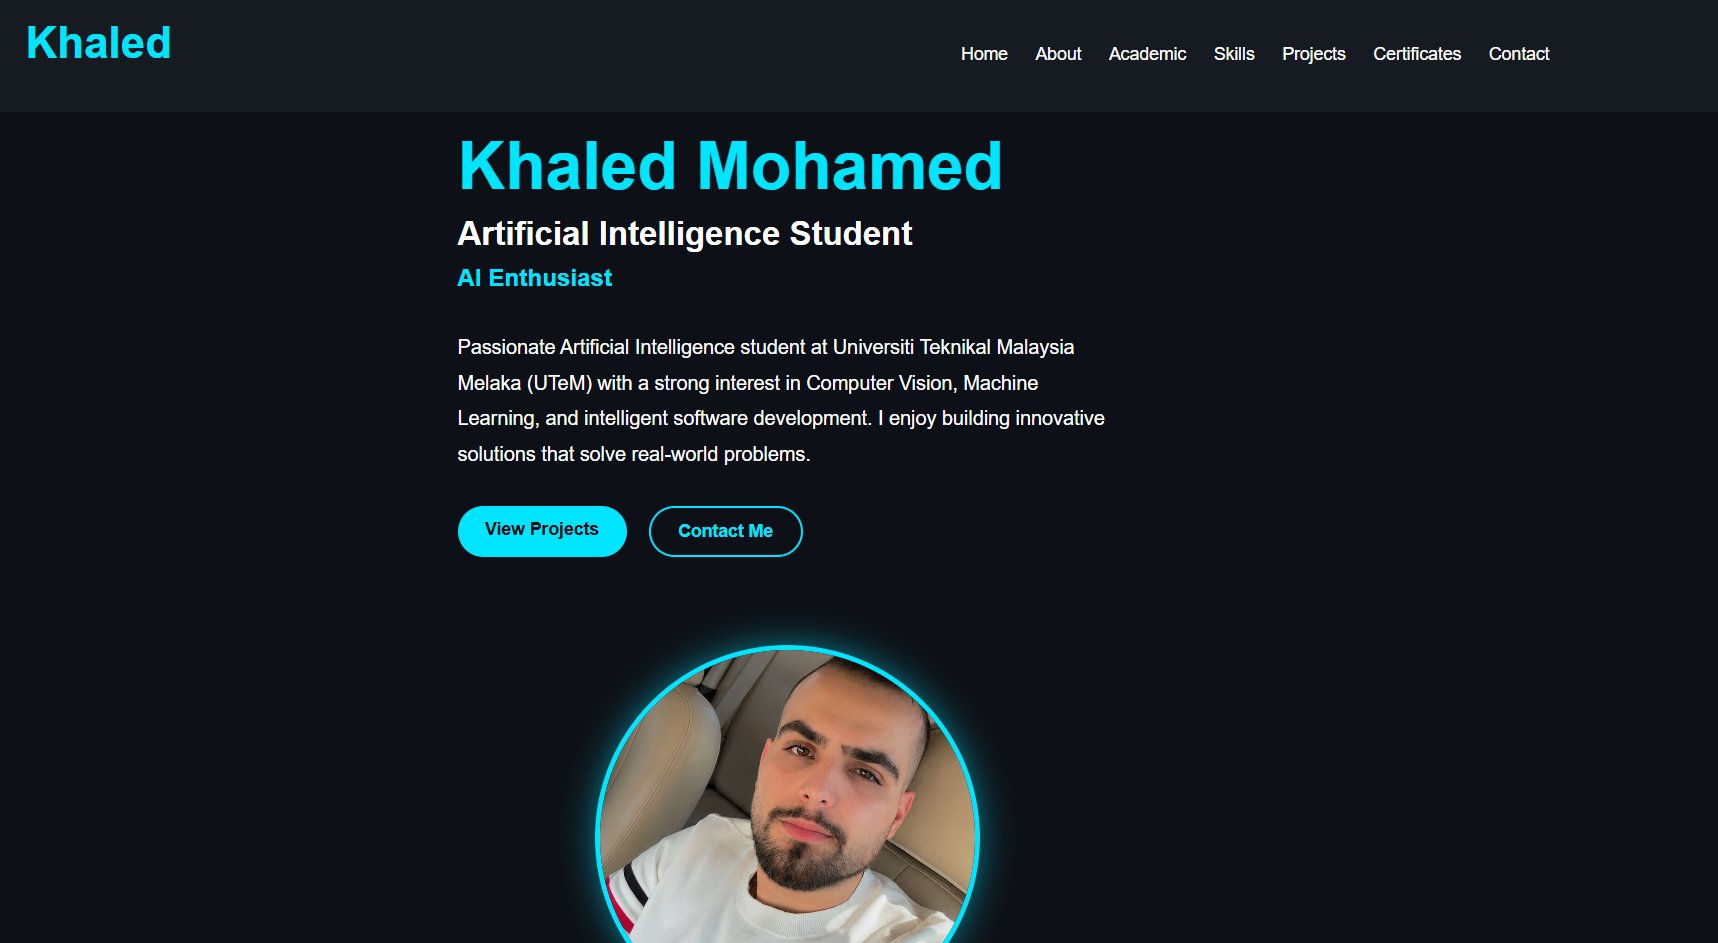 Khaled
Home About Academic Skills Projects Certificates Contact
Khaled Mohamed
Artificial Intelligence Student
AI Enthusiast
Passionate Artificial Intelligence student at Universiti Teknikal Malaysia
Melaka (UTeM) with a strong interest in Computer Vision, Machine
Learning, and intelligent software development. I enjoy building innovative
solutions that solve real-world problems.
View Projects
Contact Me